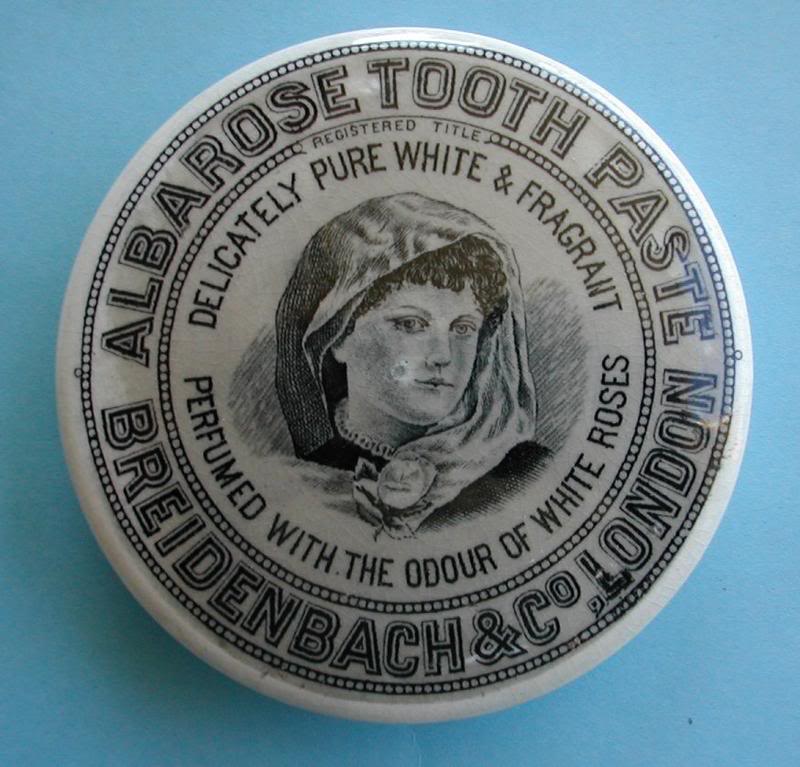 ALBAROSE TOOTH PASTE
REGISTERED TITLE
DELICATELY PURE WHITE & FRAGRANT
PERFUMED WITH THE ODOUR OF WHITE ROSES
BREIDENBACH & Co, LONDON